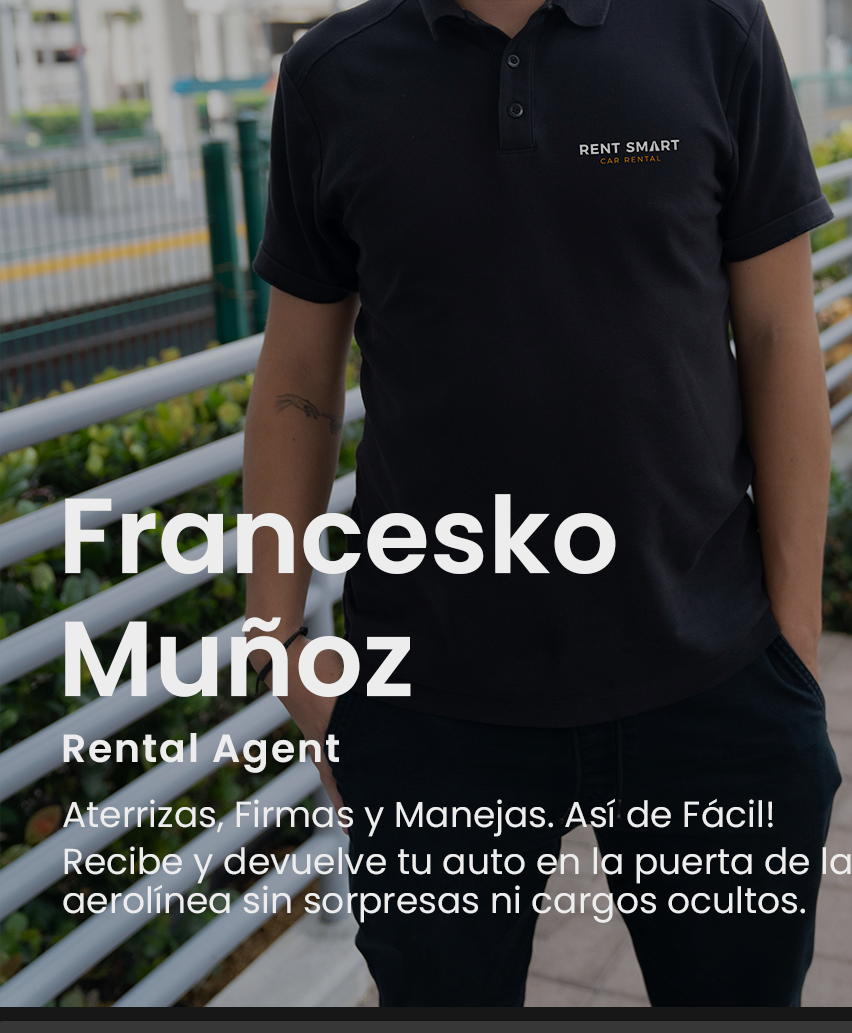 RENT SMART
CAR RENTAL
Francesko
Muñoz
Rental Agent
Aterrizas, Firmas y Manejas. Así de Fácil!
Recibe y devuelve tu auto en la puerta de la
aerolínea sin sorpresas ni cargos ocultos.